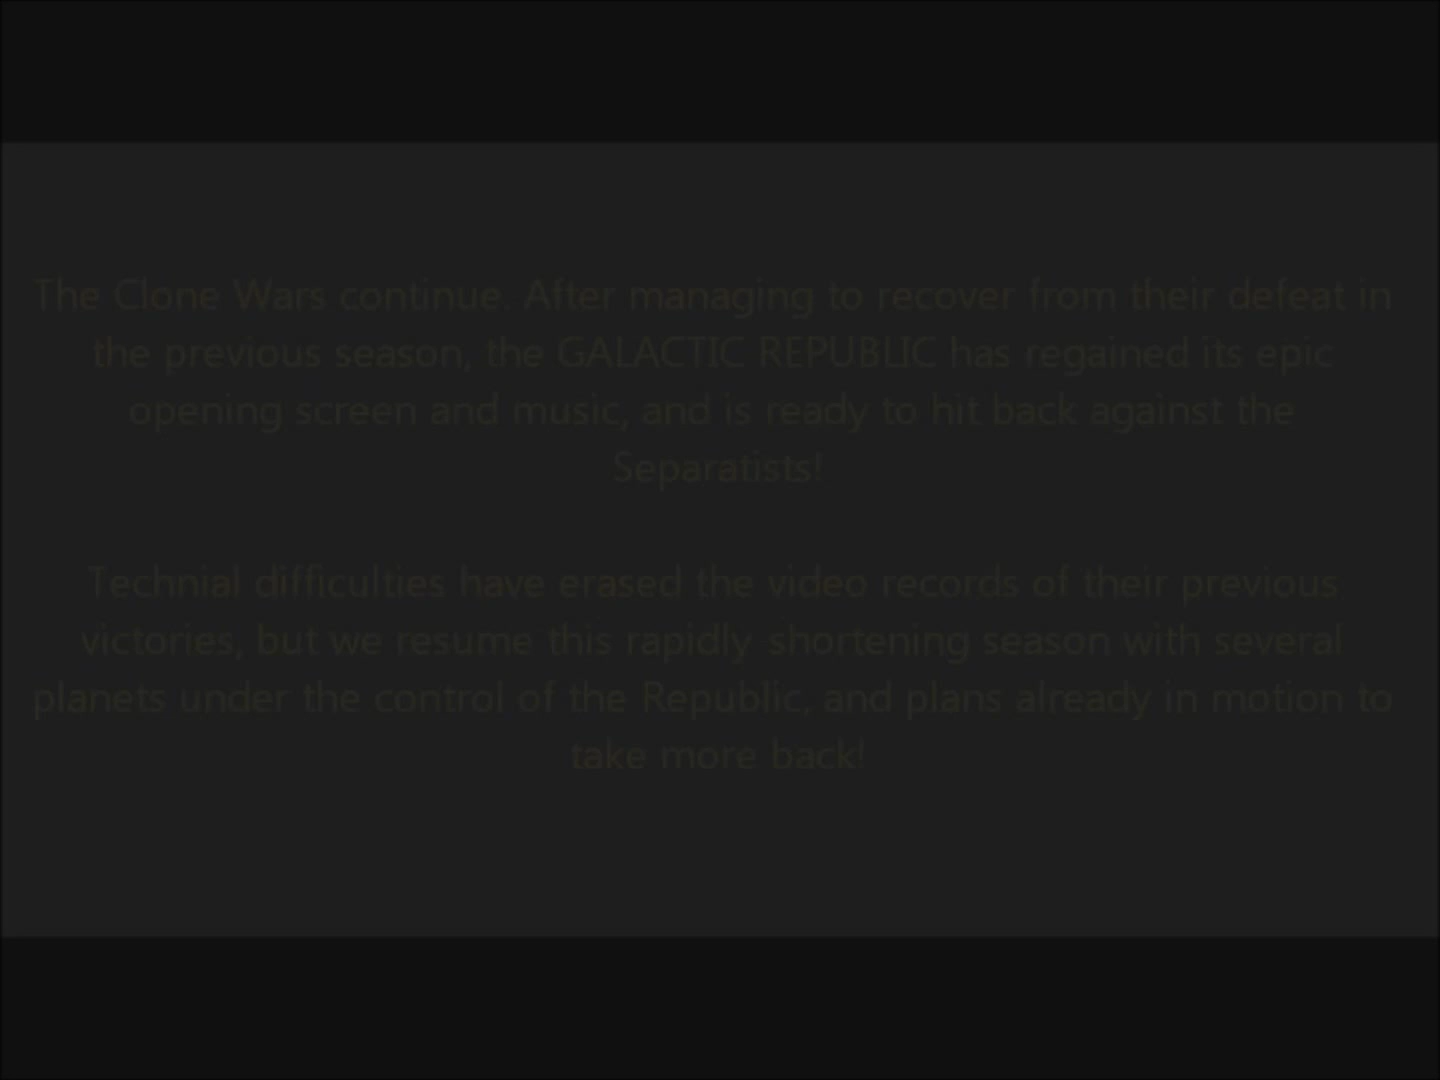 The Clone Wars continue. After managing to recover from their defeat in
the previous season, the GALACTIC REPUBLIC has regained its epic
opening screen and music, and is ready to hit back against the
Separatists!
Technial difficulties have erased the video records of their previous
victories, but we resume this rapidly-shortening season with several
planets under the control of the Republic, and plans already in motion to
take more back!